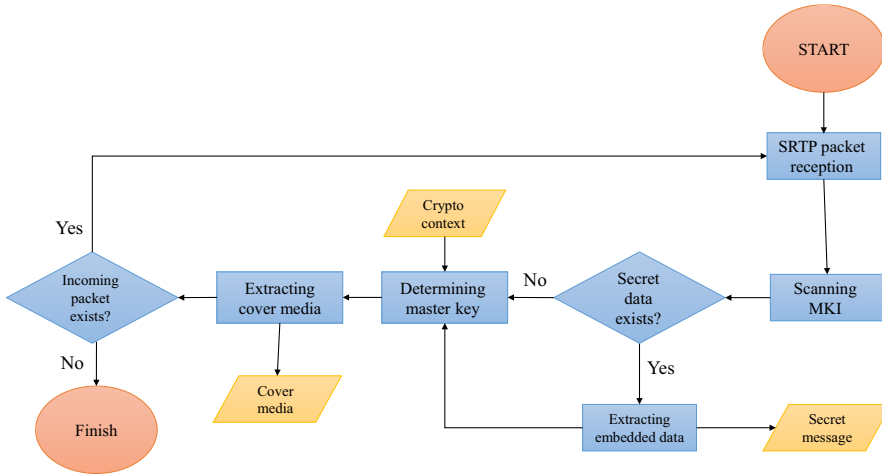 START
SRTP packet
reception
Yes
Crypto
context
Incoming
packet
exists?
Extracting
cover media
Determining
master key
No
Secret
data
exists?
Scanning
MKI
No
Yes
Cover
media
Finish
Extracting
embedded data
Secret
message